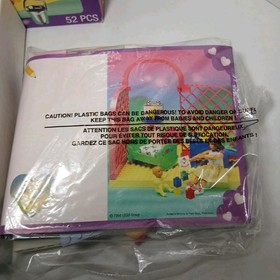 52 PCS
CAUTION: PLASTIC BAGS CAN BE DANGEROUS! TO AVOID DANGER OF
KEEP THIS BAG AWAY FROM BABIES AND CHILDREN!
ATTENTION LES SACS DE PLASTIQUE SONT DANGEREUX.
POUR ÉVITER TOUT RISQUE DE SUFFOCATION,
GARDEZ CE SAC HORS DE PORTER DES BEBES ET DES ENFANTS!